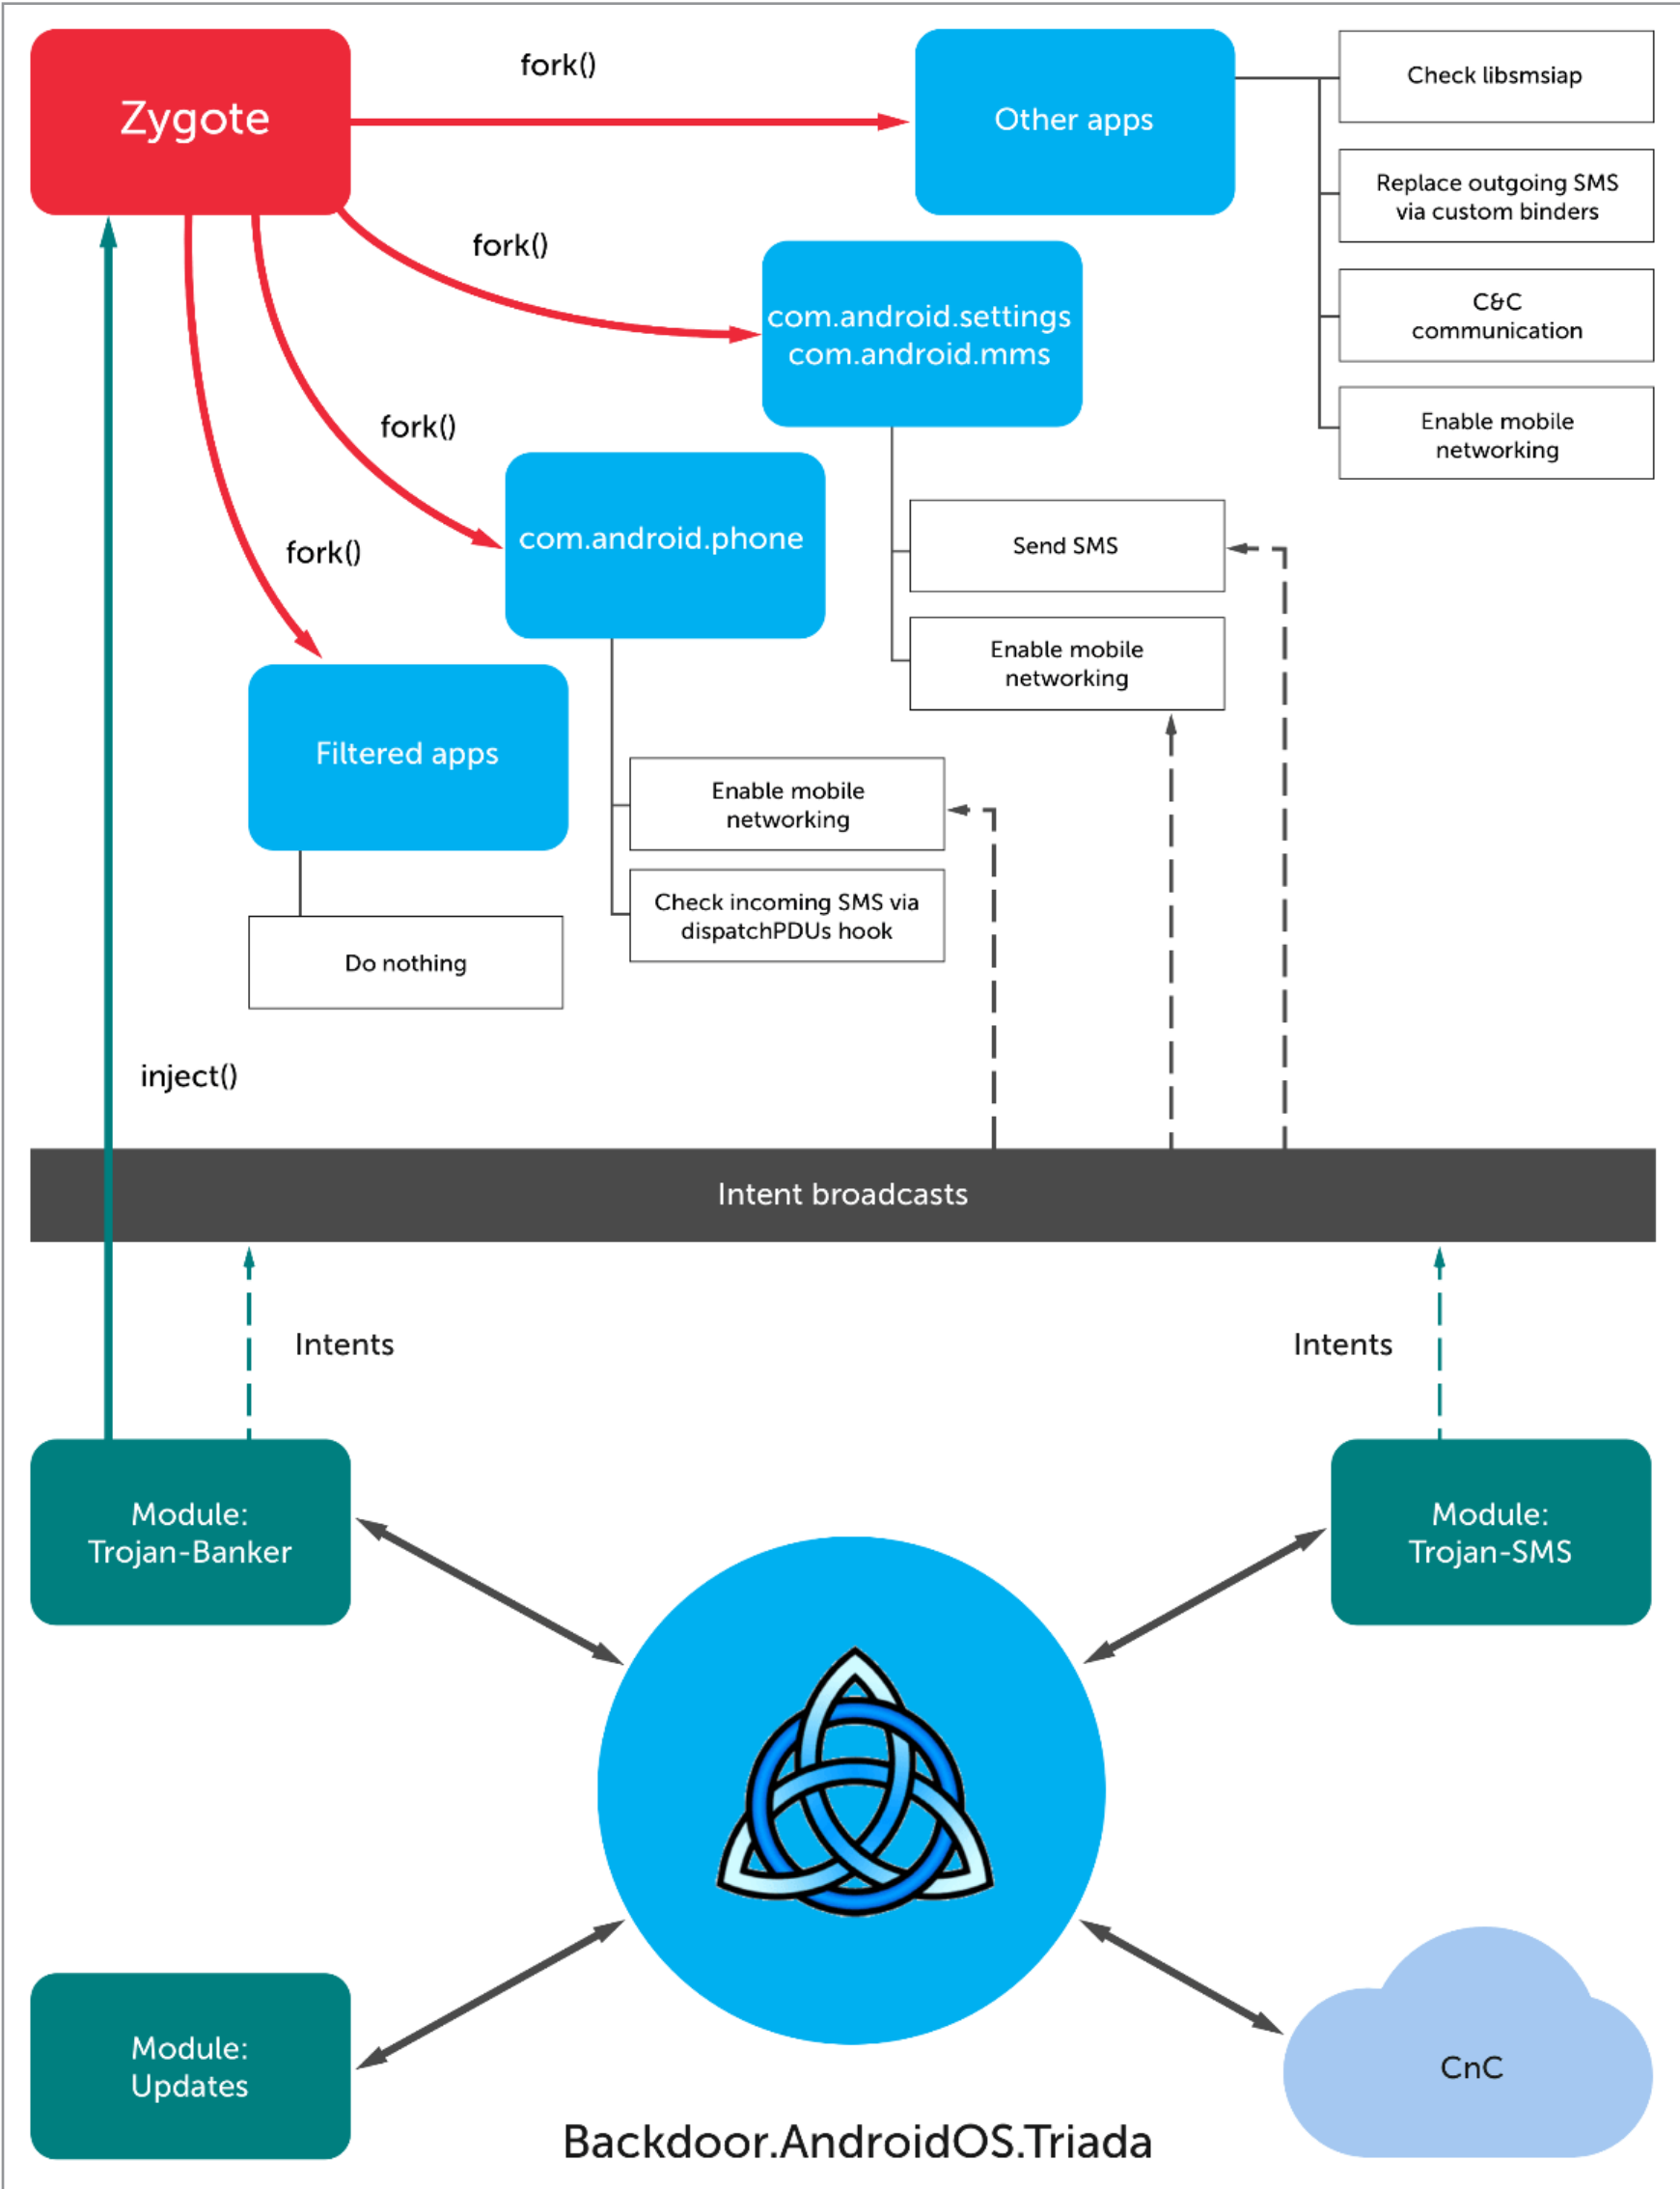 Zygote
fork()
Other apps
Check libsmsiap
Replace outgoing SMS
via custom binders
C&C
communication
Enable mobile
networking
fork()
com.android.settings
com.android.mms
Send SMS
Enable mobile
networking
fork()
com.android.phone
Enable mobile
networking
Check incoming SMS via
dispatchPDUs hook
fork()
Filtered apps
Do nothing
inject()
Intent broadcasts
Intents
Intents
Module:
Trojan-Banker
Module:
Trojan-SMS
Module:
Updates
CnC
Backdoor.AndroidOS.Triada